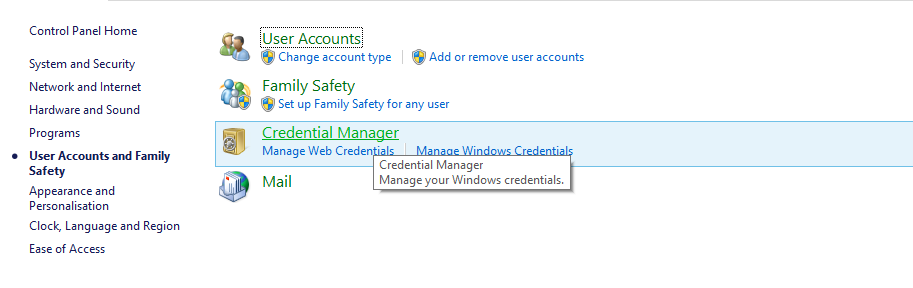 Control Panel Home
System and Security
Network and Internet
Hardware and Sound
Programs
User Accounts and Family
Safety
Appearance and
Personalisation
Clock, Language and Region
Ease of Access
User Accounts
Change account type Add or remove user accounts
Family Safety
Set up Family Safety for any user
Credential Manager
Manage Web Credentials Manage Windows Credentials
Credential Manager
Manage your Windows credentials.
Mail